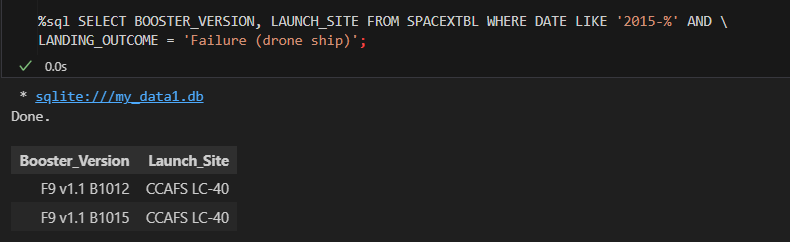 %sql SELECT BOOSTER_VERSION, LAUNCH_SITE FROM SPACEXTBL WHERE DATE LIKE '2015-%' AND \
LANDING_OUTCOME = 'Failure (drone ship)';
0.0s
* sqlite:///my_data1.db
Done.
Booster_Version Launch_Site
F9 v1.1 B1012 CCAFS LC-40
F9 v1.1 B1015 CCAFS LC-40